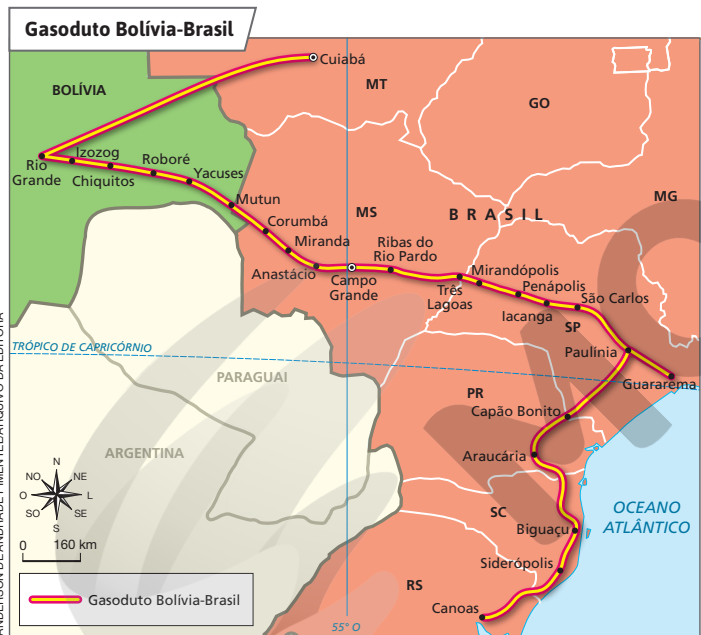 Gasoduto Bolívia-Brasil
Cuiabá
MT
BOLÍVIA
GO
Izozog
Rio
Grande
Chiquitos
Roboré
Yacuses
Mutun
MG
MS
BRASIL
Corumbá
Miranda
Ribas do
Rio Pardo
Anastácio
Campo
Grande
Três
Lagoas
Mirandópolis
Penápolis
São Carlos
Iacanga
SP
TRÓPICO DE CAPRICÓRNIO
Paulínia
PARAGUAI
Guararema
PR
Capão Bonito
ARGENTINA
Araucária
N
NO
NE
O
L
SO
SE
S
SC
OCEANO
ATLÂNTICO
Biguaçu
0 160 km
Siderópolis
RS
Gasoduto Bolívia-Brasil
Canoas
55° O